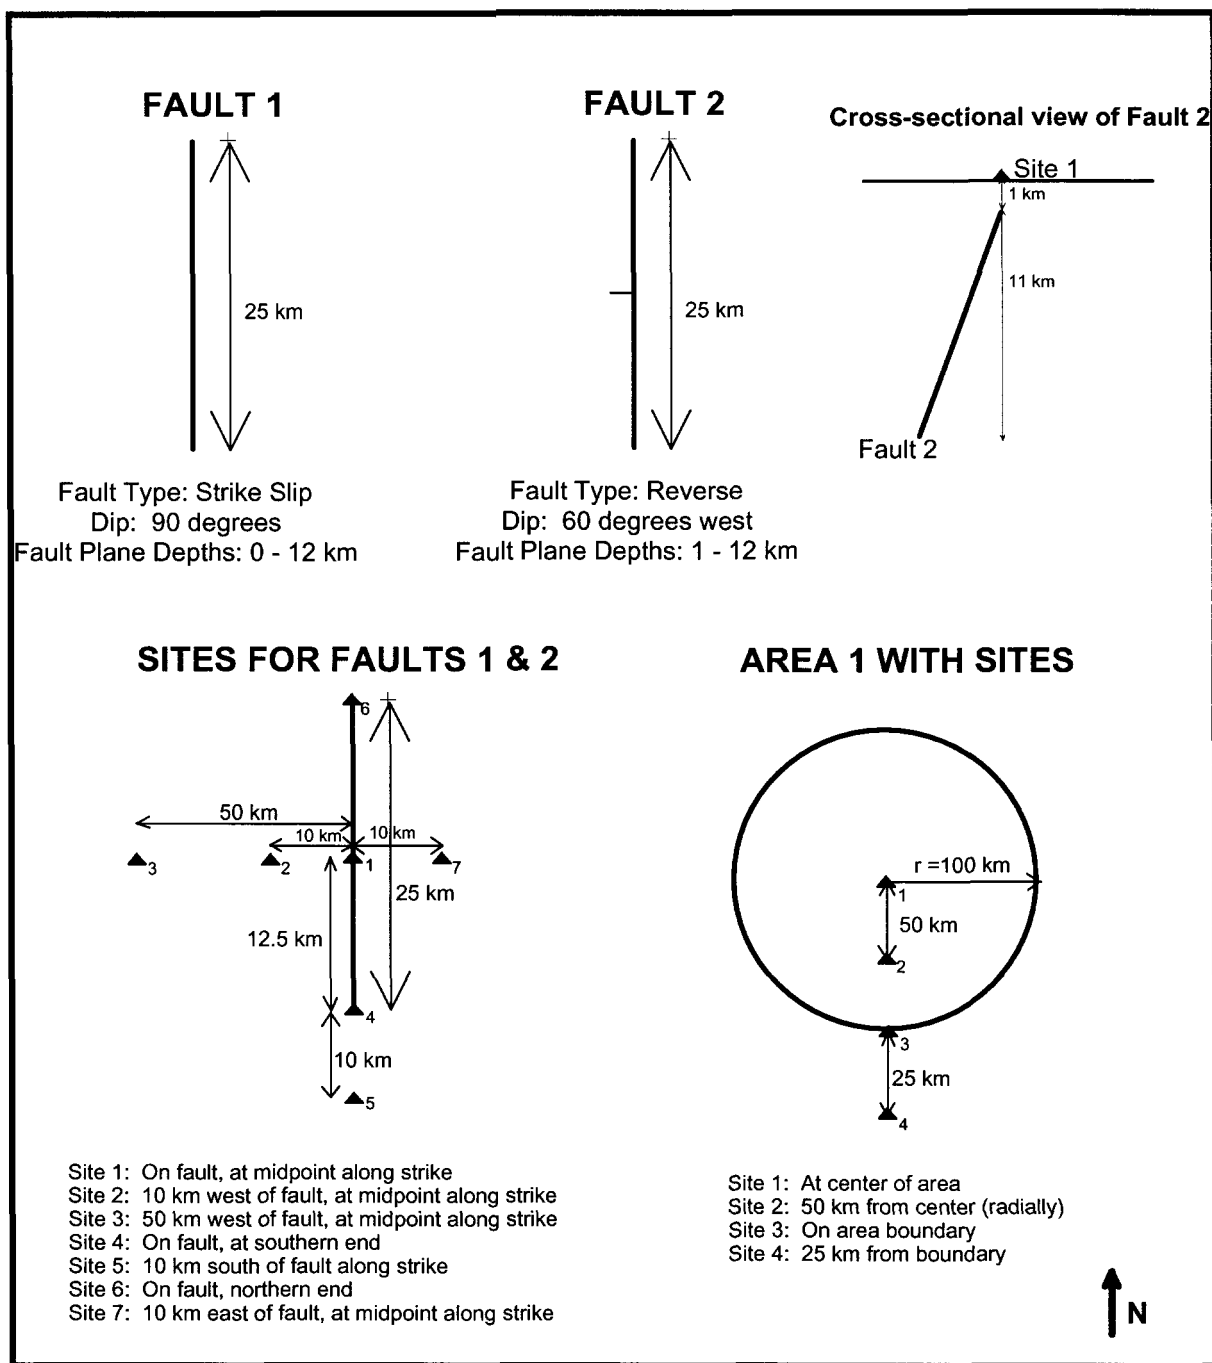 FAULT 1
FAULT 2
Cross-sectional view of Fault 2
Site 1
1 km
11 km
25 km
25 km
Fault 2
Fault Type: Strike Slip
Dip: 90 degrees
Fault Plane Depths: 0 - 12 km
Fault Type: Reverse
Dip: 60 degrees west
Fault Plane Depths: 1 - 12 km
SITES FOR FAULTS 1 & 2
6
50 km
10 km
10 km
3
2
1
7
25 km
12.5 km
4
10 km
5
Site 1: On fault, at midpoint along strike
Site 2: 10 km west of fault, at midpoint along strike
Site 3: 50 km west of fault, at midpoint along strike
Site 4: On fault, at southern end
Site 5: 10 km south of fault along strike
Site 6: On fault, northern end
Site 7: 10 km east of fault, at midpoint along strike
AREA 1 WITH SITES
r =100 km
1
50 km
2
3
25 km
4
Site 1: At center of area
Site 2: 50 km from center (radially)
Site 3: On area boundary
Site 4: 25 km from boundary
N